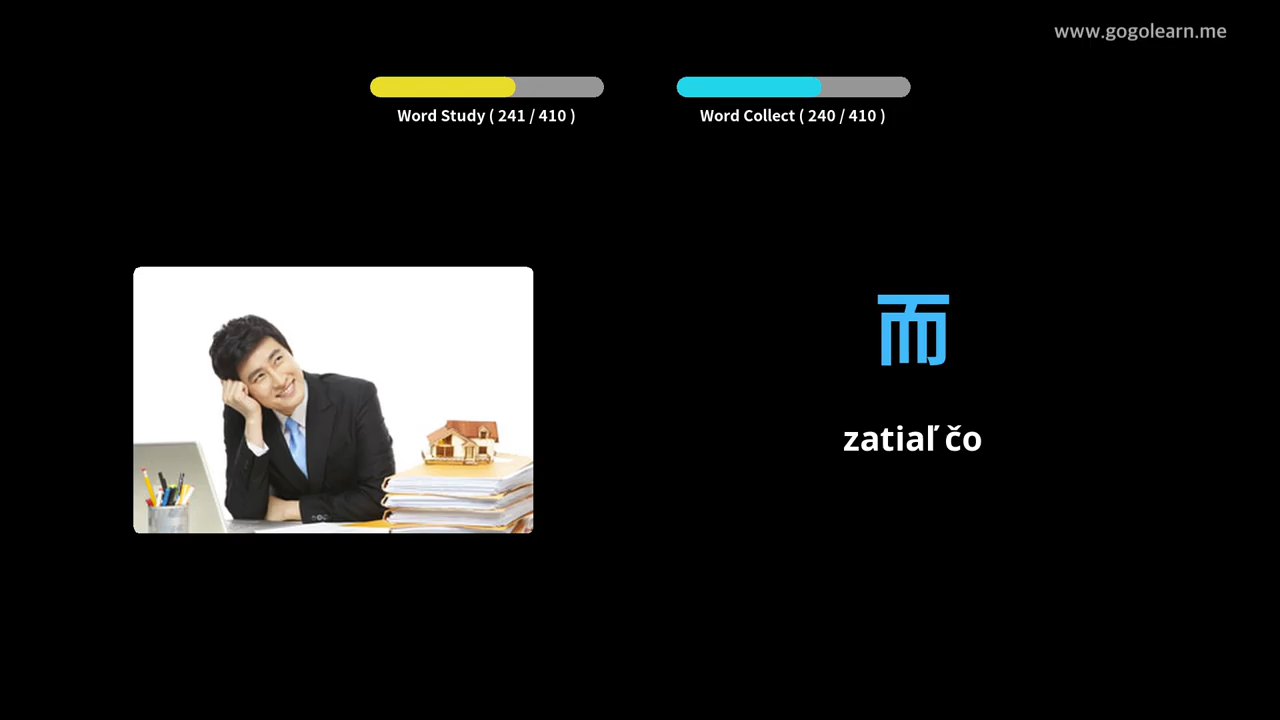 www.gogolearn.me
Word Study ( 241 / 410 )
Word Collect ( 240 / 410 )
而
zatiaľ čo